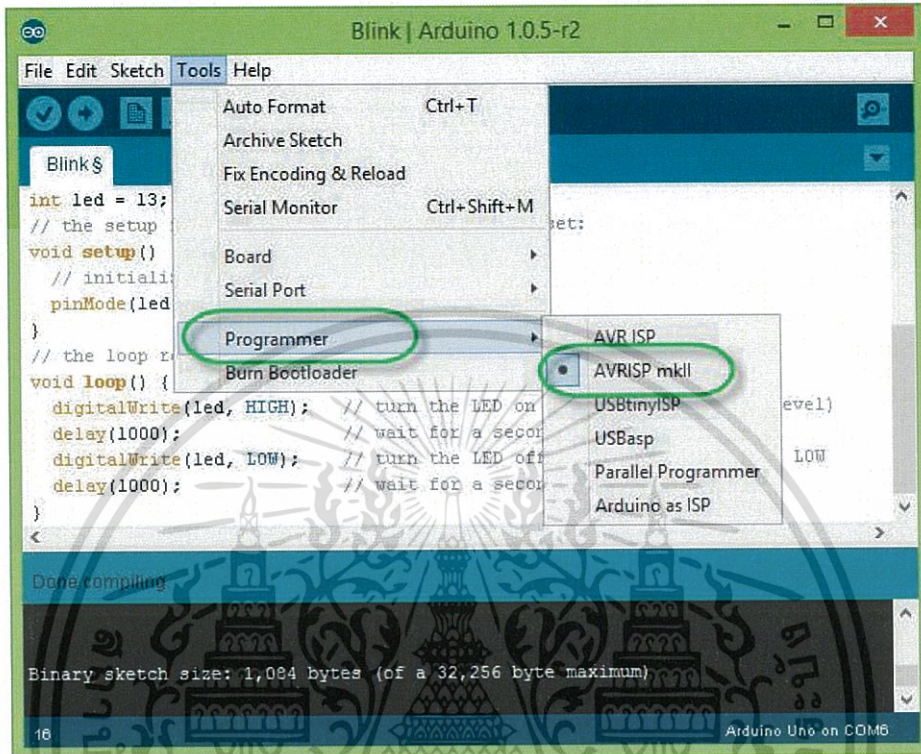 Blink | Arduino 1.0.5-r2
File Edit Sketch Tools Help
Auto Format Ctrl+T
Archive Sketch
Fix Encoding & Reload
Serial Monitor Ctrl+Shift+M
Board
Serial Port
Programmer
Burn Bootloader
AVR ISP
AVRISP mkII
USBtinyISP
USBasp
Parallel Programmer
Arduino as ISP
Blink §
int led = 13;
// the setup set:
void setup()
// initiali
pinMode(led
}
// the loop r
void loop() {
digitalWrite(led, HIGH); // turn the LED on evel)
delay(1000); // wait for a secon
digitalWrite(led, LOW); // turn the LED off LOW
delay(1000); // wait for a secon
}
Done compiling
Binary sketch size: 1,084 bytes (of a 32,256 byte maximum)
16 Arduino Uno on COM6